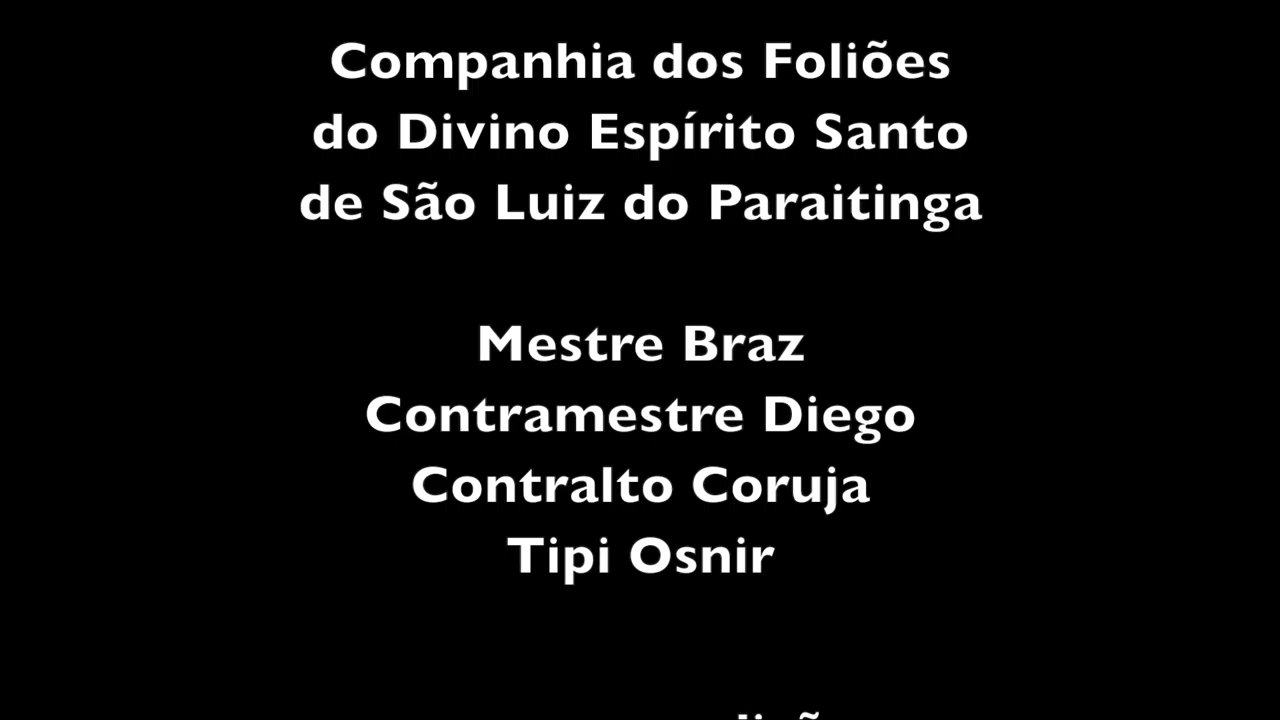 Companhia dos Foliões
do Divino Espírito Santo
de São Luiz do Paraitinga
Mestre Braz
Contramestre Diego
Contralto Coruja
Tipi Osnir